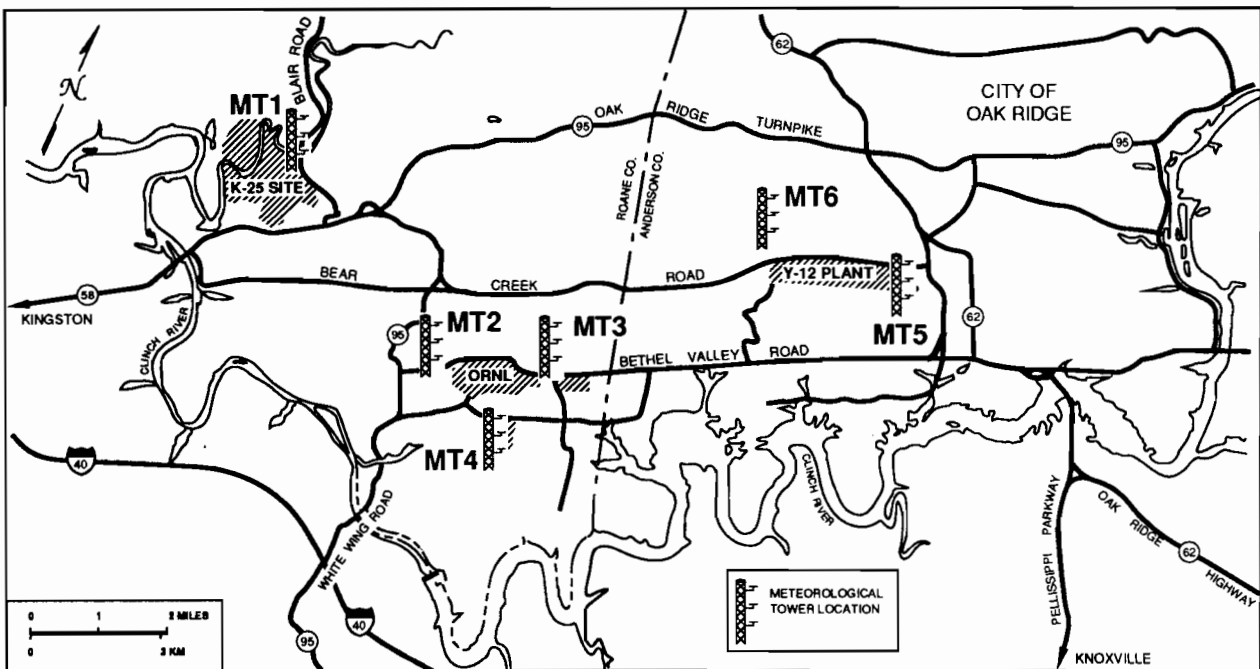 N
BLAIR ROAD
MT1
K-25 SITE
62
CITY OF
OAK RIDGE
OAK RIDGE TURNPIKE
95
95
ROANE CO.
ANDERSON CO.
MT6
BEAR CREEK ROAD
Y-12 PLANT
58
KINGSTON
CLINCH RIVER
95
MT2
MT3
MT5
62
BETHEL VALLEY ROAD
ORNL
MT4
40
WHITE WING ROAD
CLINCH RIVER
PELLISSIPPI PARKWAY
OAK RIDGE HIGHWAY
62
METEOROLOGICAL
TOWER LOCATION
0 1 2 MILES
0 3 KM
40
95
KNOXVILLE